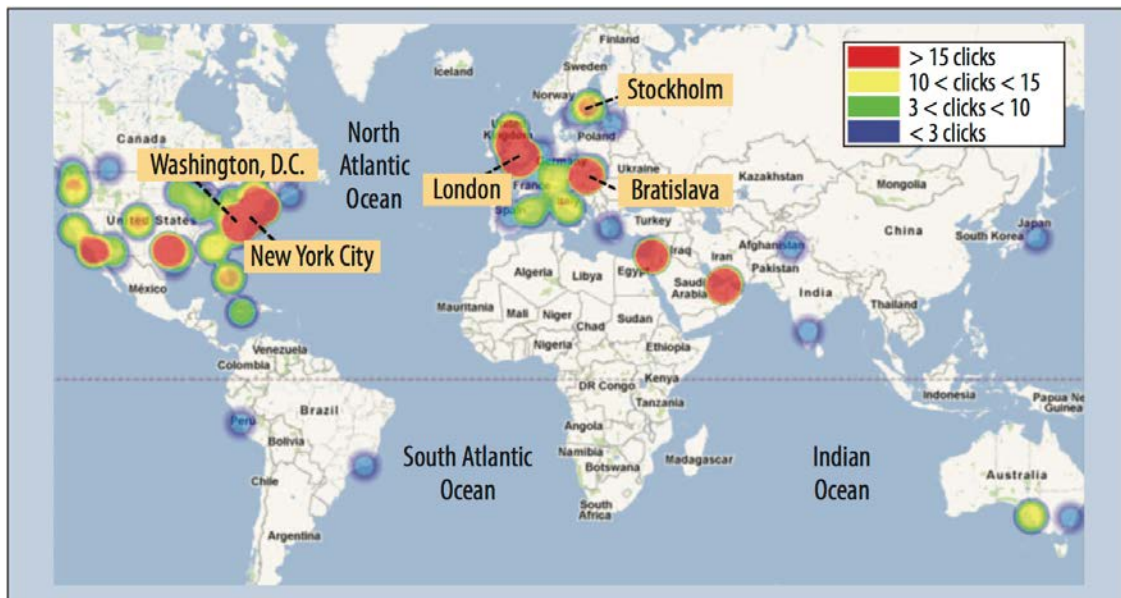 Finland
Sweden
Iceland
Norway
Stockholm
> 15 clicks
10 < clicks < 15
3 < clicks < 10
< 3 clicks
Canada
North
Atlantic
Ocean
United
Kingdom
Poland
Washington, D.C.
London
Germany
France
Ukraine
Bratislava
Kazakhstan
Mongolia
United States
New York City
Spain
Italy
Turkey
China
Japan
South Korea
Afghanistan
Iraq
Iran
Pakistan
México
Algeria
Libya
Egypt
Saudi
Arabia
India
Thailand
Mauritania
Mali
Niger
Chad
Sudan
Nigeria
Ethiopia
Venezuela
Colombia
DR Congo
Kenya
Tanzania
Indonesia
Papua New
Guinea
Peru
Brazil
Bolivia
Angola
Namibia
Botswana
Madagascar
South Atlantic
Ocean
Indian
Ocean
Australia
Chile
South
Africa
Argentina